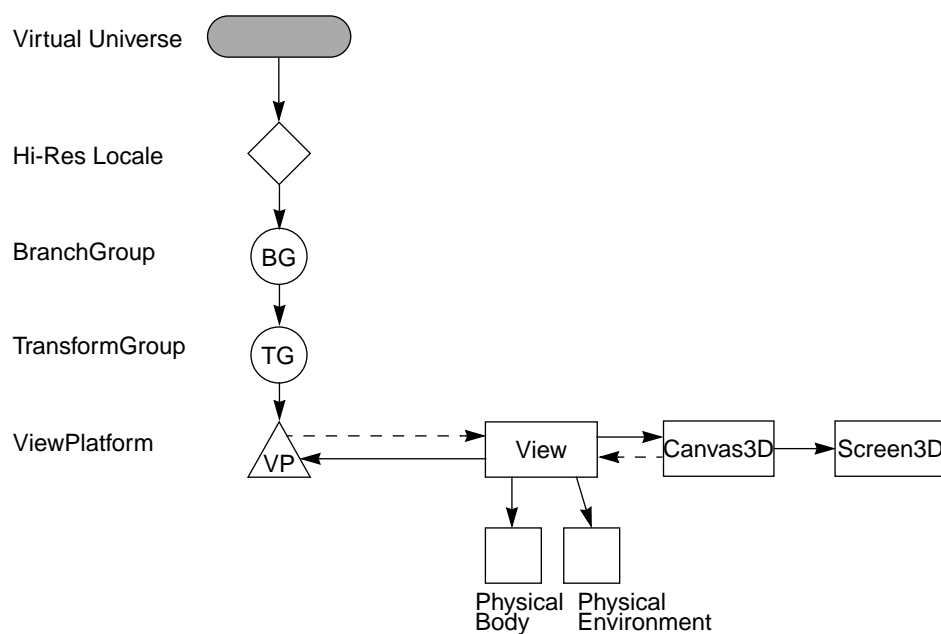 Virtual Universe
Hi-Res Locale
BranchGroup
BG
TransformGroup
TG
ViewPlatform
VP
View
Canvas3D
Screen3D
Physical
Body
Physical
Environment